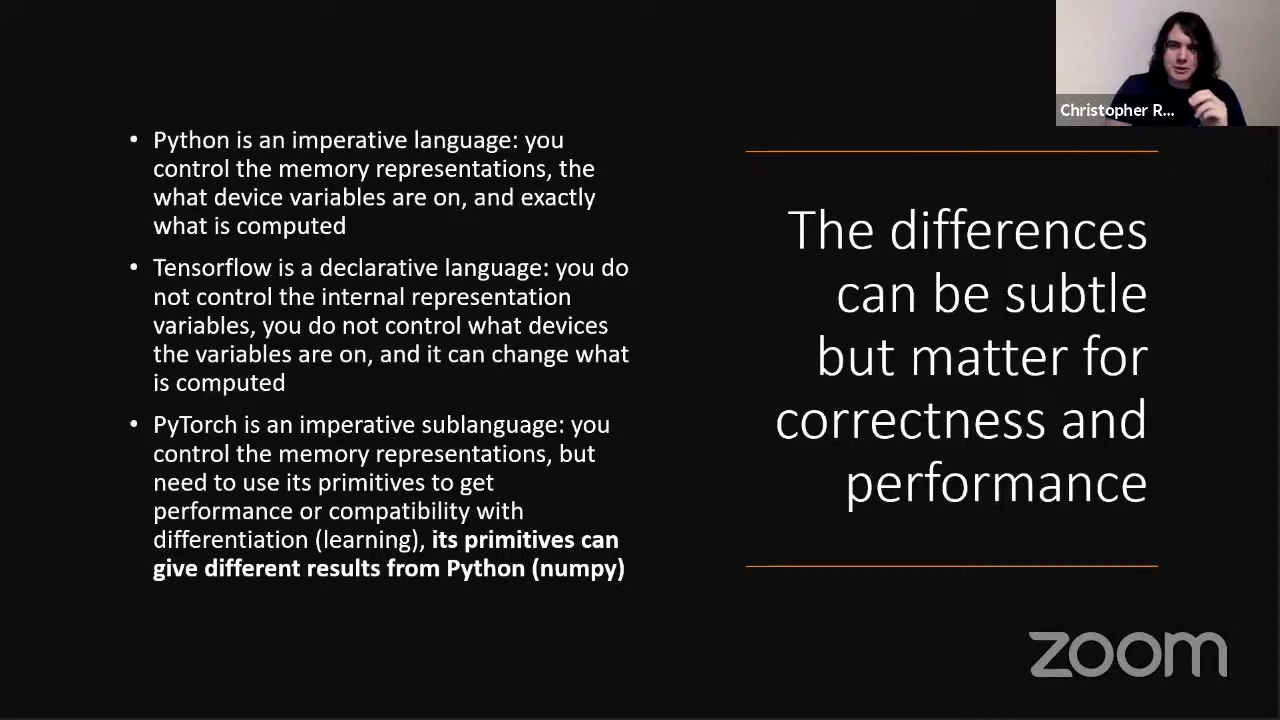 • Python is an imperative language: you
control the memory representations, the
what device variables are on, and exactly
what is computed
• Tensorflow is a declarative language: you do
not control the internal representation
variables, you do not control what devices
the variables are on, and it can change what
is computed
• PyTorch is an imperative sublanguage: you
control the memory representations, but
need to use its primitives to get
performance or compatibility with
differentiation (learning), its primitives can
give different results from Python (numpy)
Christopher R...
The differences
can be subtle
but matter for
correctness and
performance
zoom